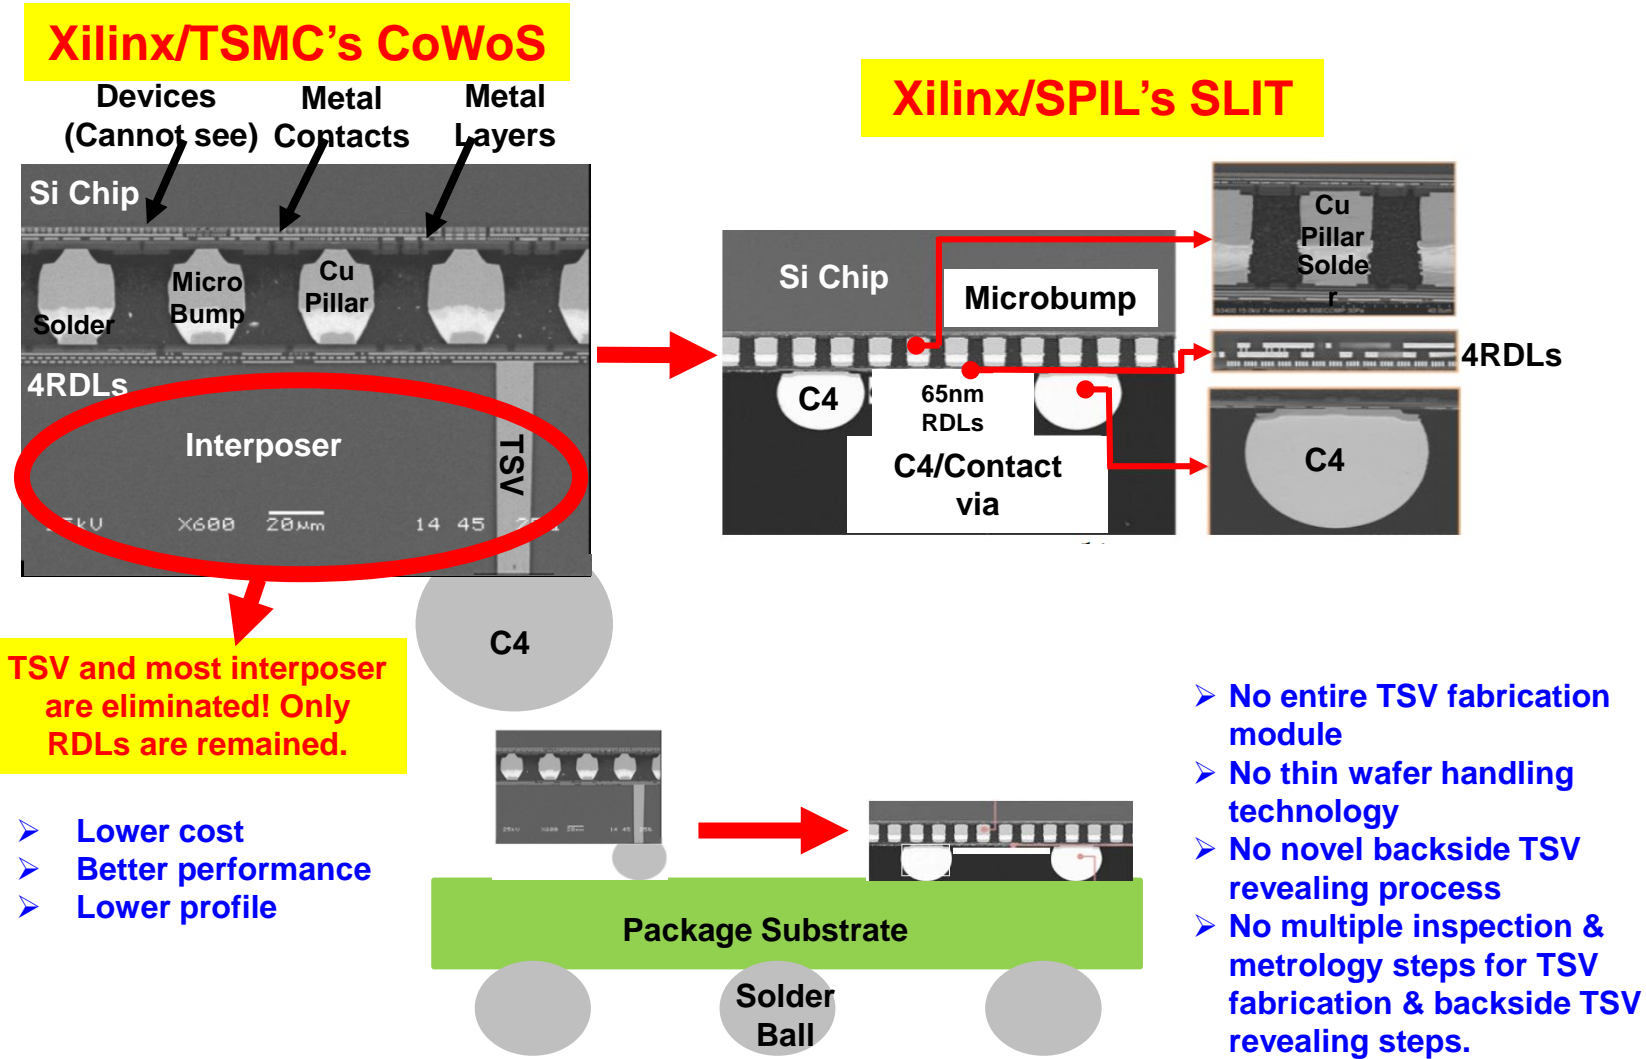 Xilinx/TSMC’s CoWoS
Devices
(Cannot see)
Metal
Contacts
Metal
Layers
Si Chip
Solder
Micro
Bump
Cu
Pillar
4RDLs
Interposer
TSV
X600
20µm
14 45
C4
TSV and most interposer
are eliminated! Only
RDLs are remained.
➢ Lower cost
➢ Better performance
➢ Lower profile
Xilinx/SPIL’s SLIT
Si Chip
Microbump
C4
65nm
RDLs
C4/Contact
via
Cu
Pillar
Solde
r
4RDLs
C4
Package Substrate
Solder
Ball
➢ No entire TSV fabrication
module
➢ No thin wafer handling
technology
➢ No novel backside TSV
revealing process
➢ No multiple inspection &
metrology steps for TSV
fabrication & backside TSV
revealing steps.